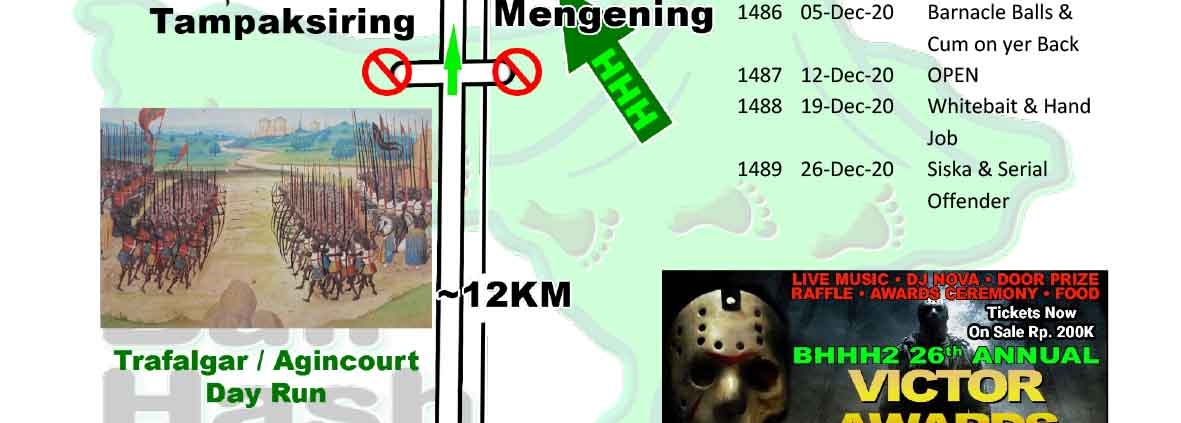 Tampaksiring
Mengening
HHH
~12KM
Trafalgar / Agincourt
Day Run
Bali
Hash
1486 05-Dec-20 Barnacle Balls &
Cum on yer Back
1487 12-Dec-20 OPEN
1488 19-Dec-20 Whitebait & Hand
Job
1489 26-Dec-20 Siska & Serial
Offender
LIVE MUSIC • DJ NOVA • DOOR PRIZE
RAFFLE • AWARDS CEREMONY • FOOD
Tickets Now
On Sale Rp. 200K
BHHH2 26th ANNUAL
VICTOR
AWARDS